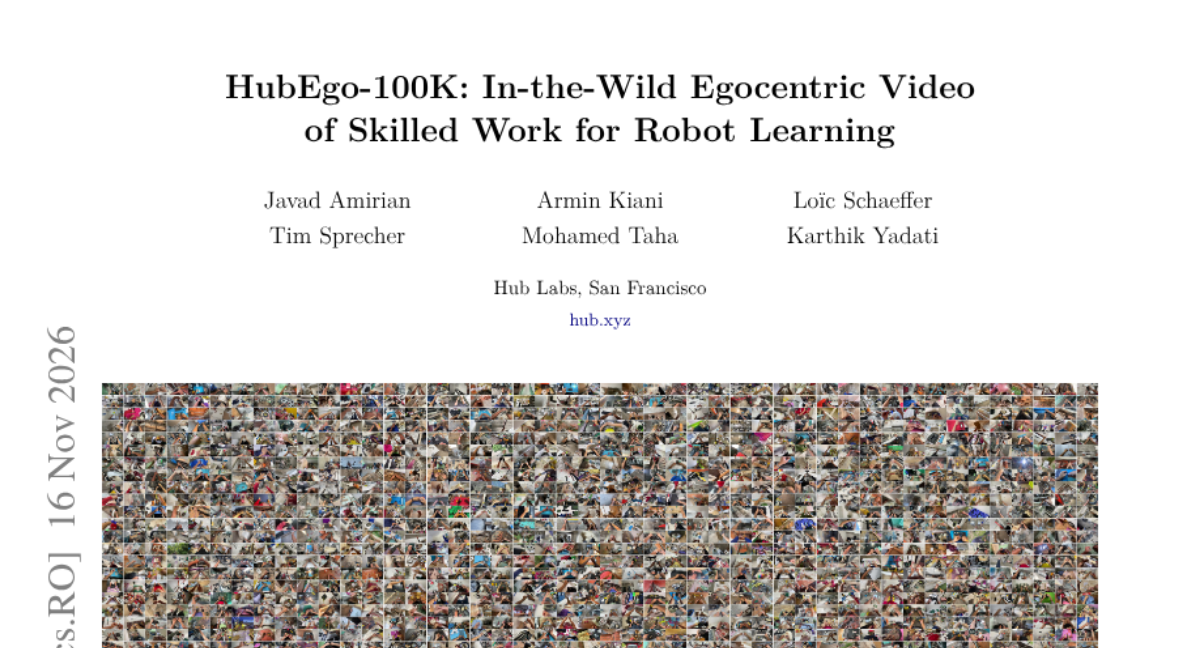 HubEgo-100K: In-the-Wild Egocentric Video
of Skilled Work for Robot Learning
Javad Amirian Armin Kiani Loïc Schaeffer
Tim Sprecher Mohamed Taha Karthik Yadati
Hub Labs, San Francisco
hub.xyz
cs.RO] 16 Nov 2026